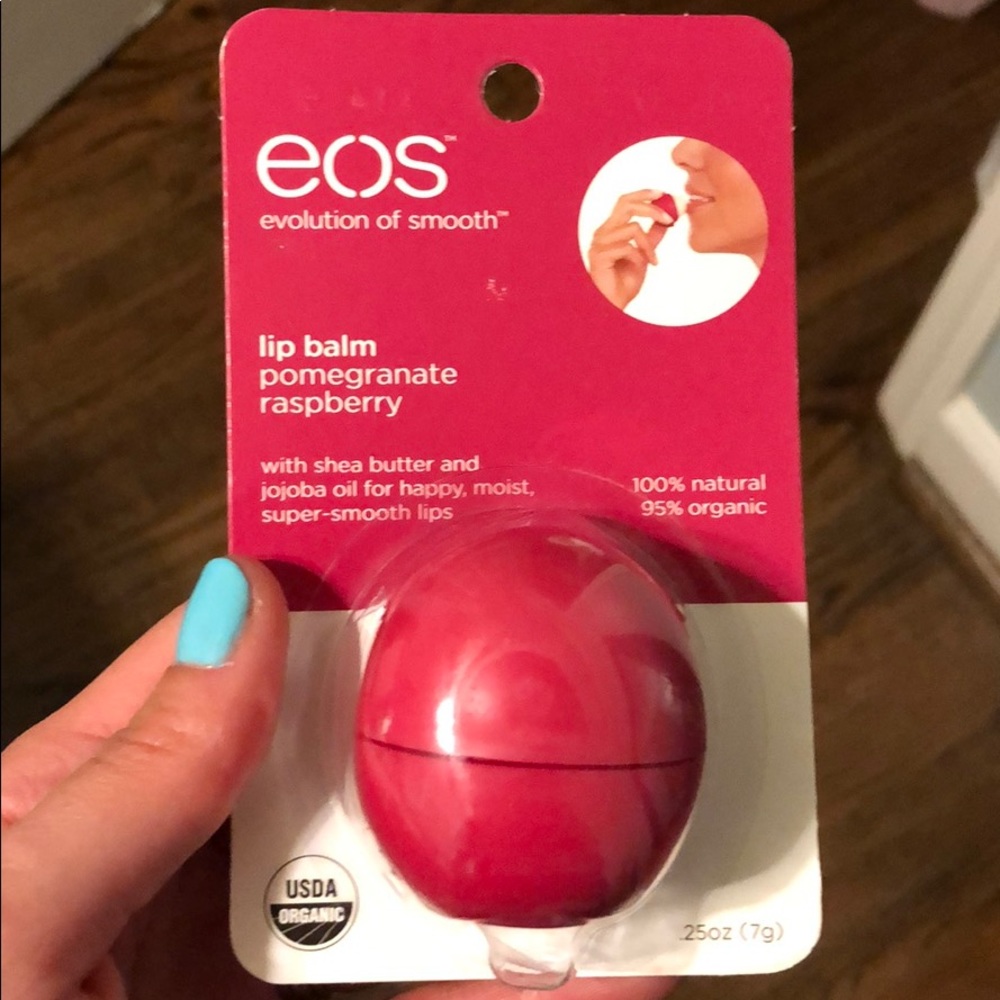 eos™
evolution of smooth™
lip balm
pomegranate
raspberry
with shea butter and
jojoba oil for happy, moist,
super-smooth lips
100% natural
95% organic
USDA
ORGANIC
.25oz (7g)